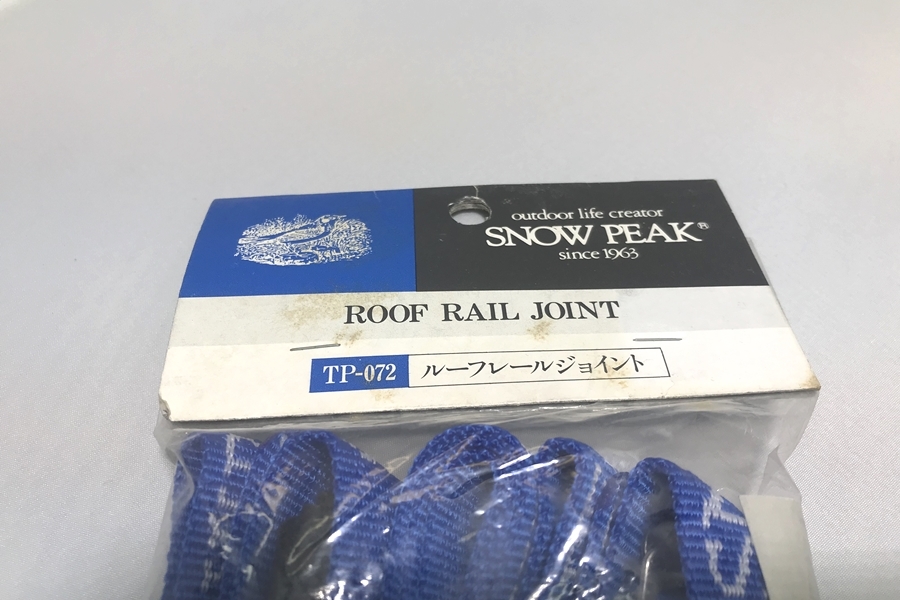 outdoor life creator
SNOW PEAK®
since 1963
ROOF RAIL JOINT
TP-072 ルーフレールジョイント